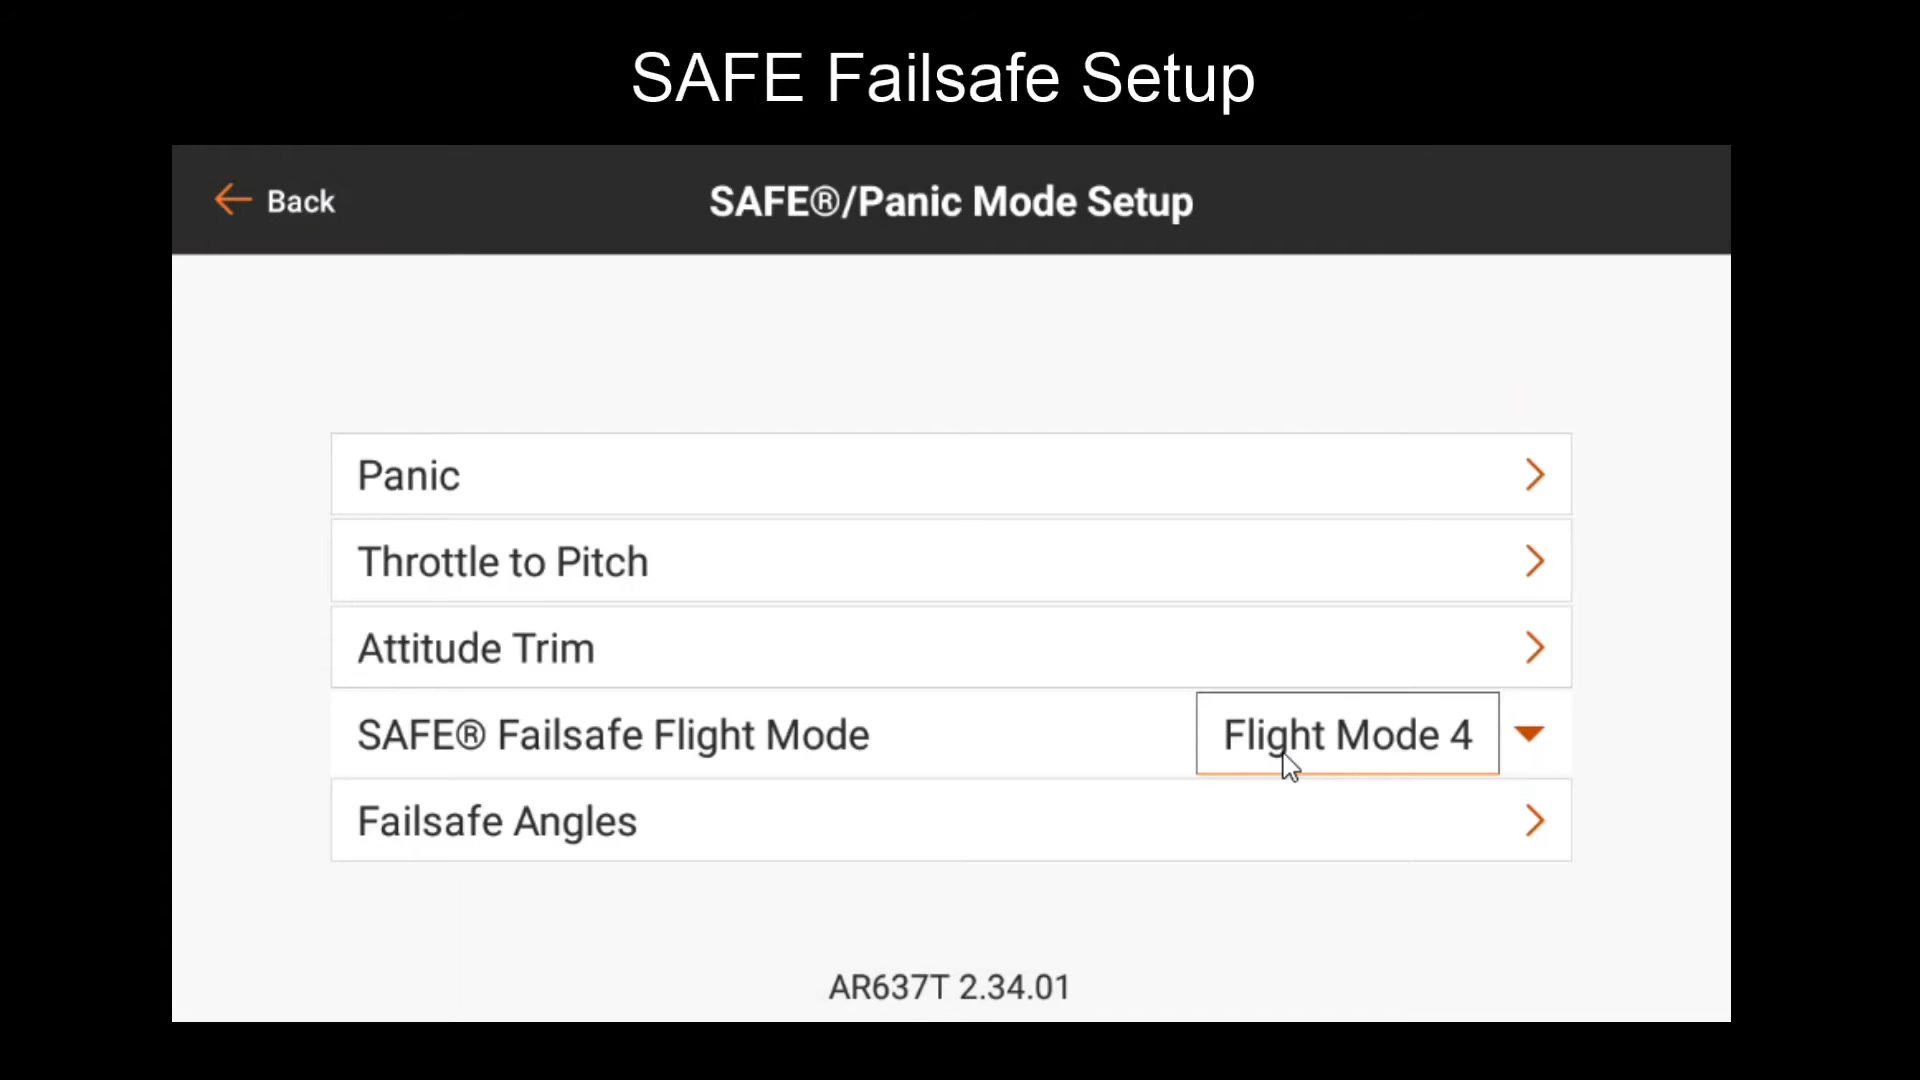 SAFE Failsafe Setup
Back
SAFE®/Panic Mode Setup
Panic
Throttle to Pitch
Attitude Trim
SAFE® Failsafe Flight Mode
Flight Mode 4
Failsafe Angles
AR637T 2.34.01